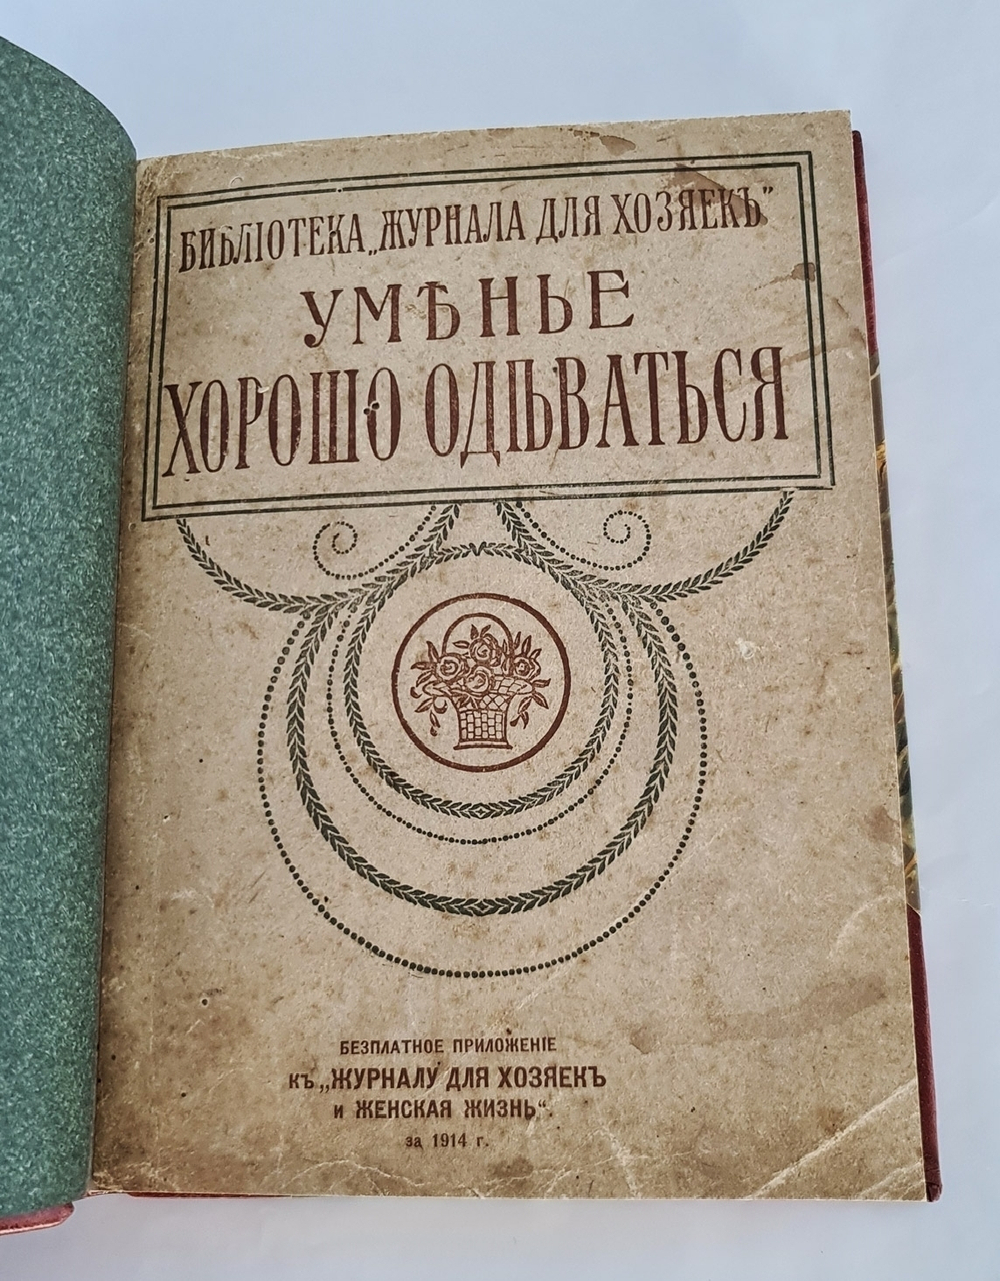 БИБЛІОТЕКА „ЖУРНАЛА ДЛЯ ХОЗЯЕКЪ”
УМѢНЬЕ
ХОРОШО ОДѢВАТЬСЯ
БЕЗПЛАТНОЕ ПРИЛОЖЕНІЕ
КЪ „ЖУРНАЛУ ДЛЯ ХОЗЯЕКЪ
И ЖЕНСКАЯ ЖИЗНЬ“.
за 1914 г.